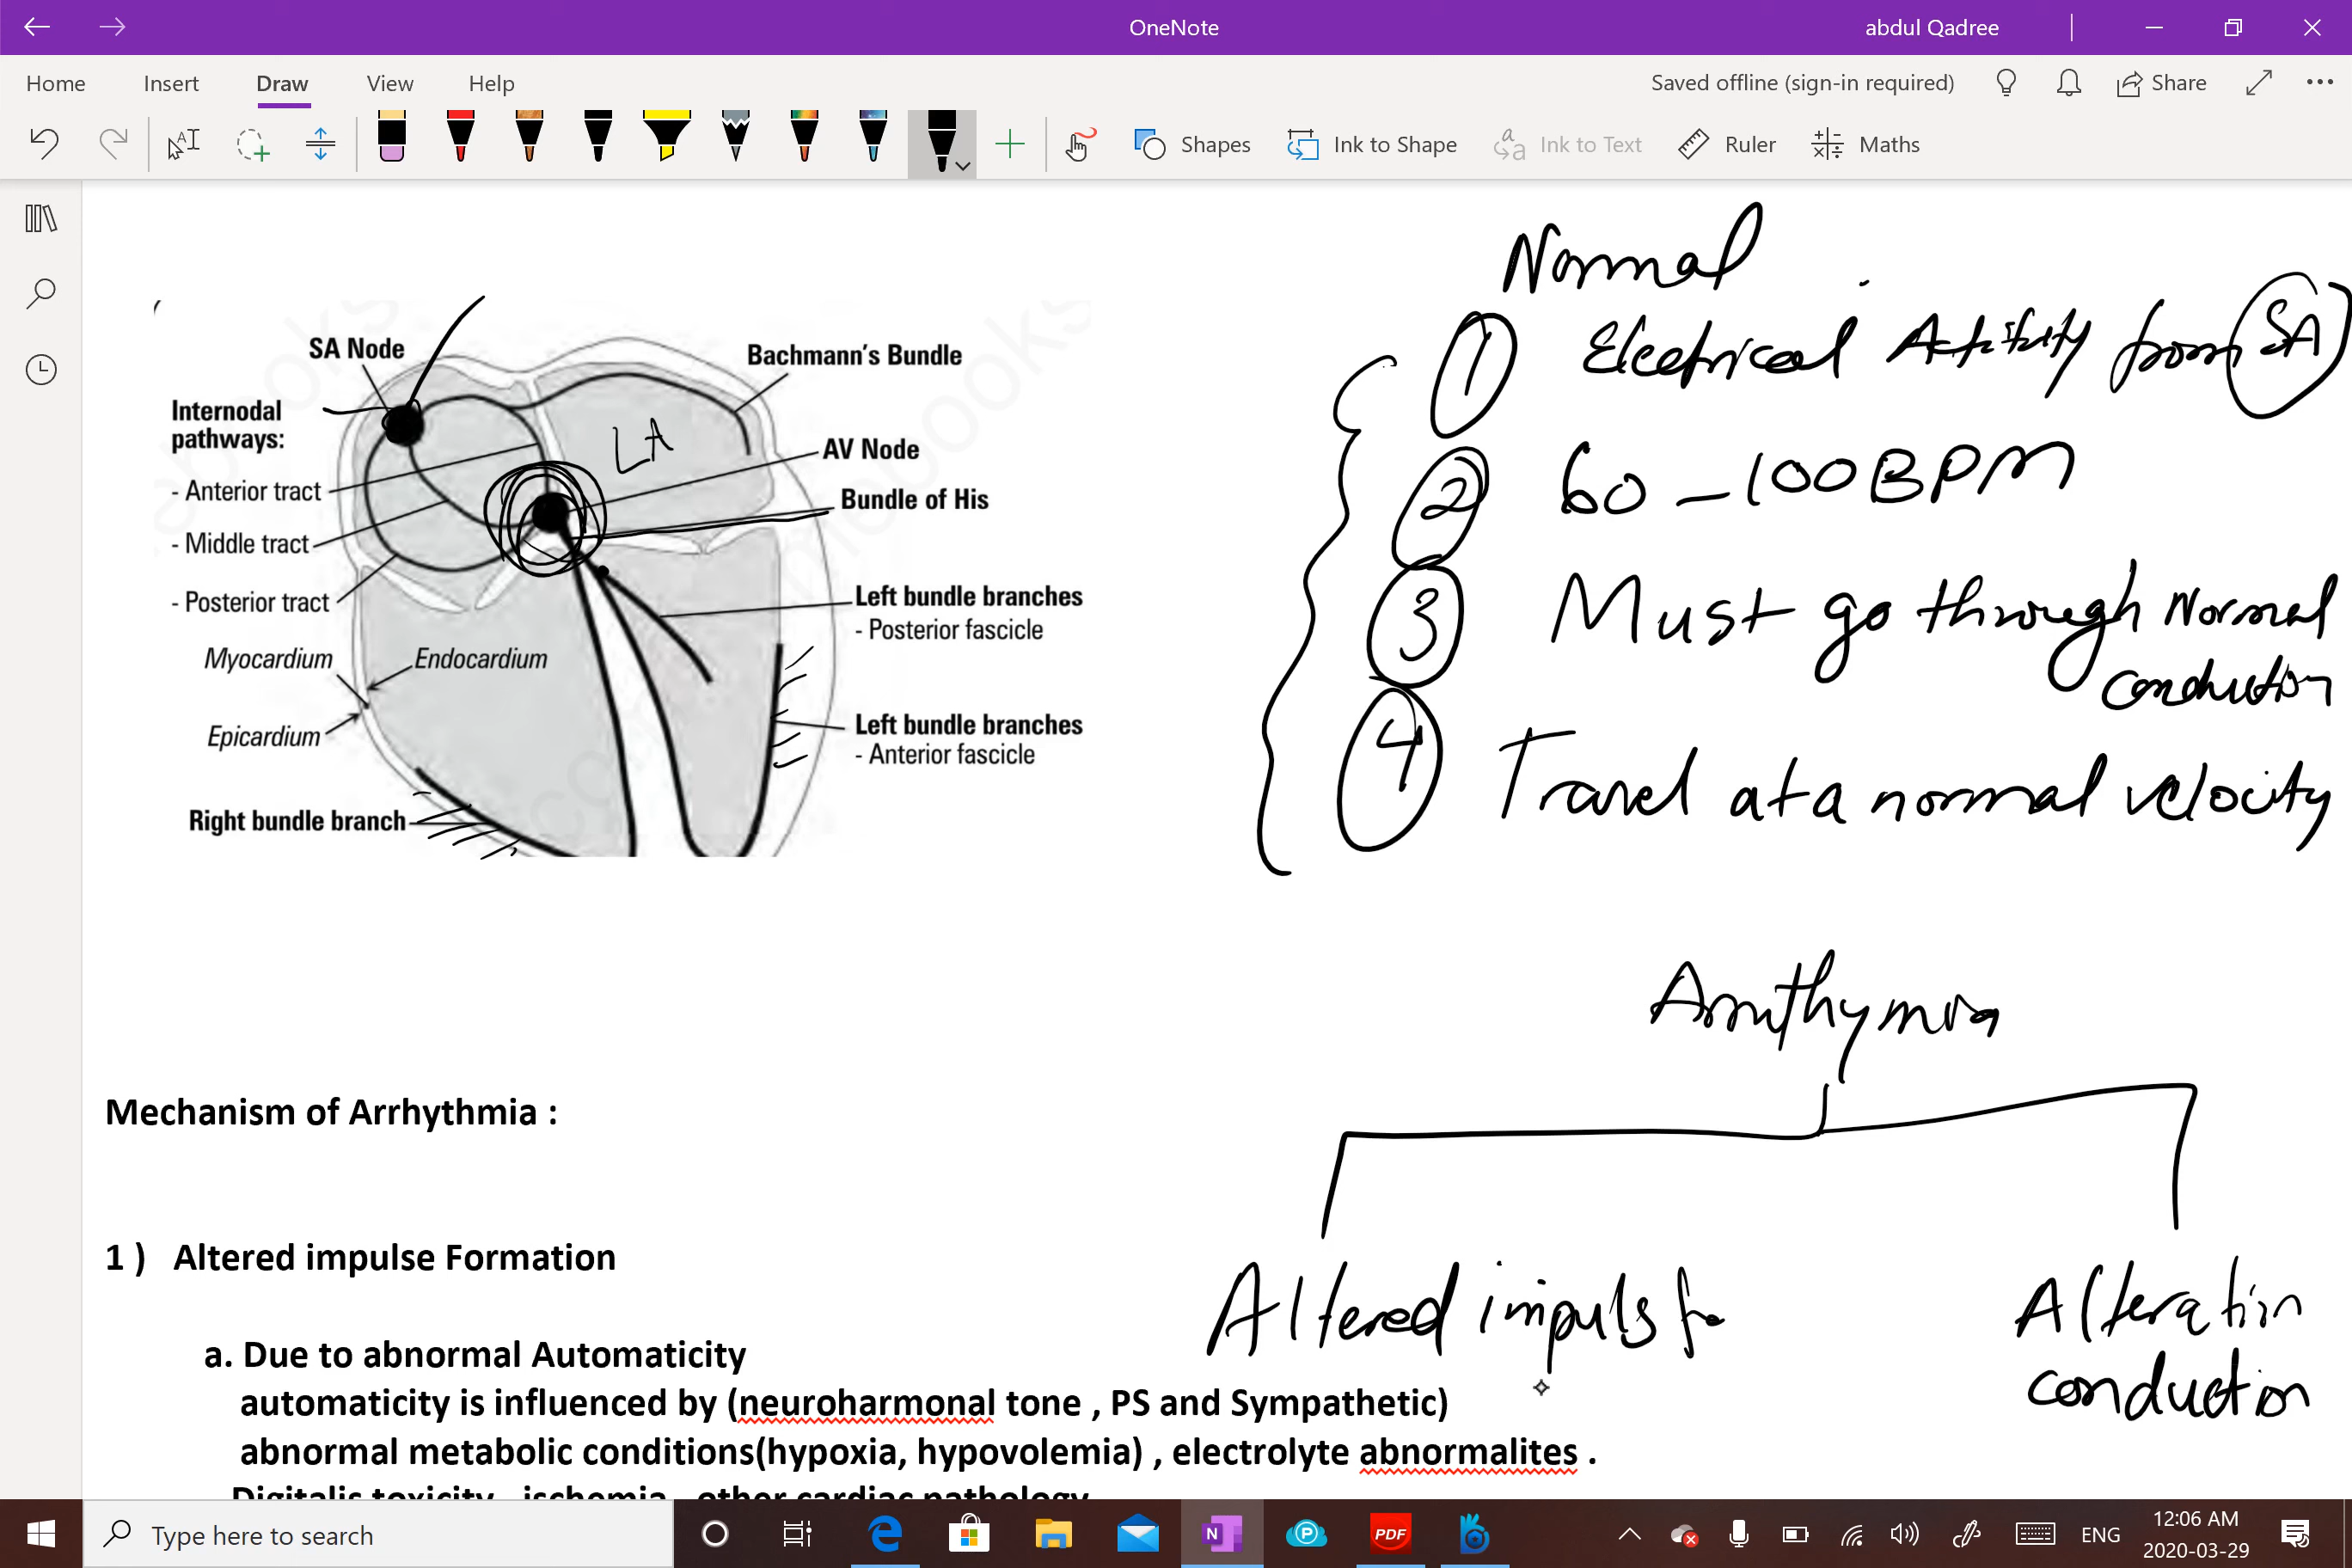 OneNote
abdul Qadree
Home
Insert
Draw
View
Help
Saved offline (sign-in required)
Share
Shapes
Ink to Shape
Ink to Text
Ruler
Maths
SA Node
Bachmann's Bundle
Internodal
pathways:
LA
AV Node
- Anterior tract
Bundle of His
- Middle tract
- Posterior tract
Left bundle branches
- Posterior fascicle
Myocardium
Endocardium
Epicardium
Left bundle branches
- Anterior fascicle
Right bundle branch
Normal
1 Electrical Activity from SA
2 60 - 100 BPM
3 Must go through Normal
conduction
4 Travel at a normal velocity
Mechanism of Arrhythmia :
1 ) Altered impulse Formation
Altered impuls fo
Alteration
conduction
a. Due to abnormal Automaticity
automaticity is influenced by (neuroharmonal tone , PS and Sympathetic)
abnormal metabolic conditions(hypoxia, hypovolemia) , electrolyte abnormalites .
Digitalis toxicity , ischemia , other cardiac pathology
Type here to search
PDF
ENG
12:06 AM
2020-03-29